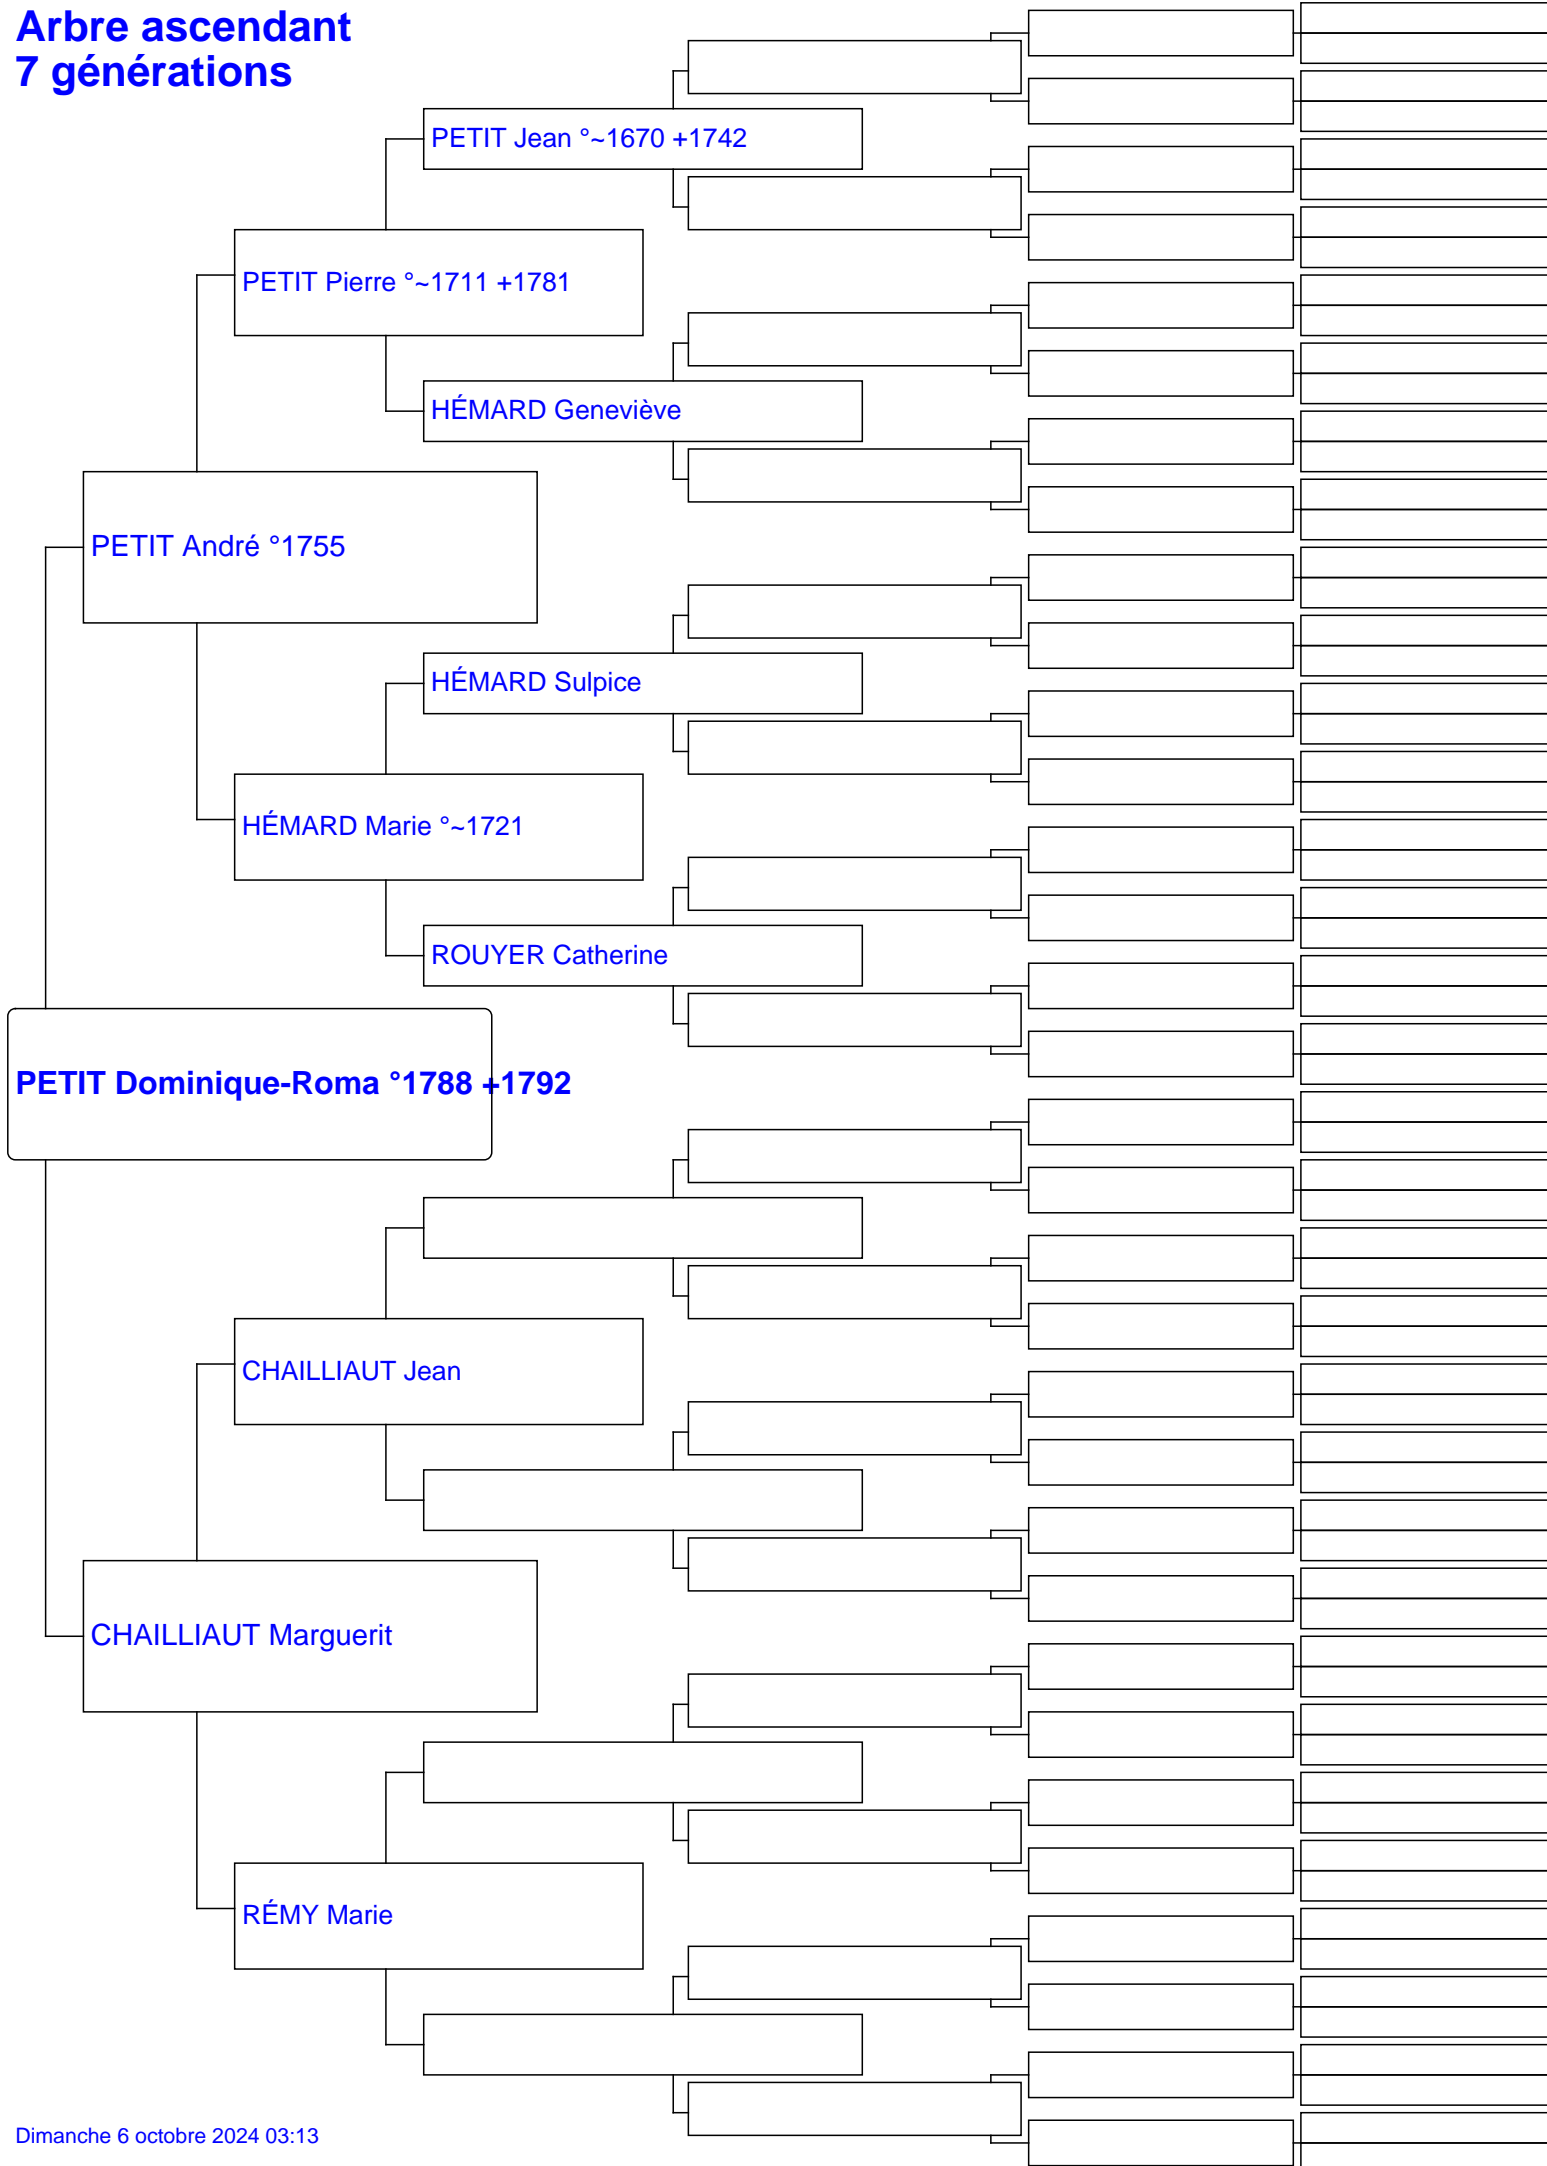 Arbre ascendant
7 générations
PETIT Jean °~1670 +1742
PETIT Pierre °~1711 +1781
HÉMARD Geneviève
PETIT André °1755
HÉMARD Sulpice
HÉMARD Marie °~1721
ROUYER Catherine
PETIT Dominique-Roma °1788 +1792
CHAILLIAUT Jean
CHAILLIAUT Marguerit
RÉMY Marie
Dimanche 6 octobre 2024 03:13